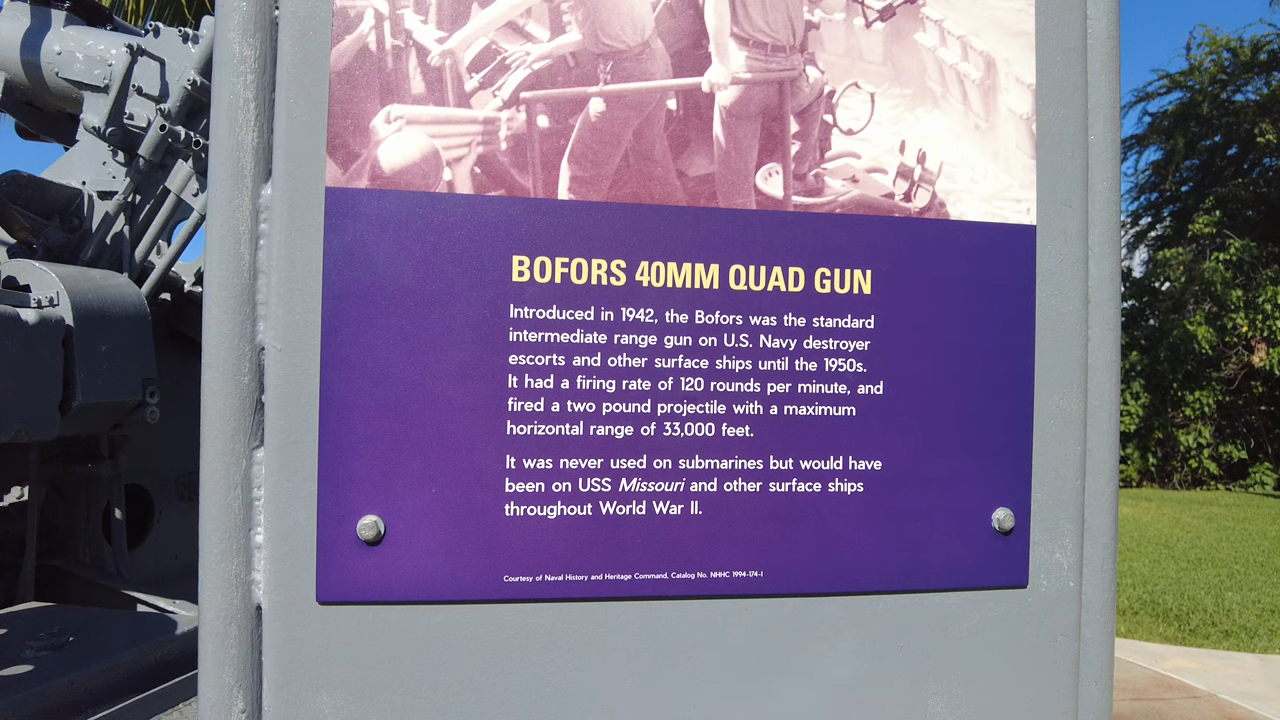 BOFORS 40MM QUAD GUN
Introduced in 1942, the Bofors was the standard
intermediate range gun on U.S. Navy destroyer
escorts and other surface ships until the 1950s.
It had a firing rate of 120 rounds per minute, and
fired a two pound projectile with a maximum
horizontal range of 33,000 feet.
It was never used on submarines but would have
been on USS Missouri and other surface ships
throughout World War II.
Courtesy of Naval History and Heritage Command, Catalog No. NHHC 1994-174-1